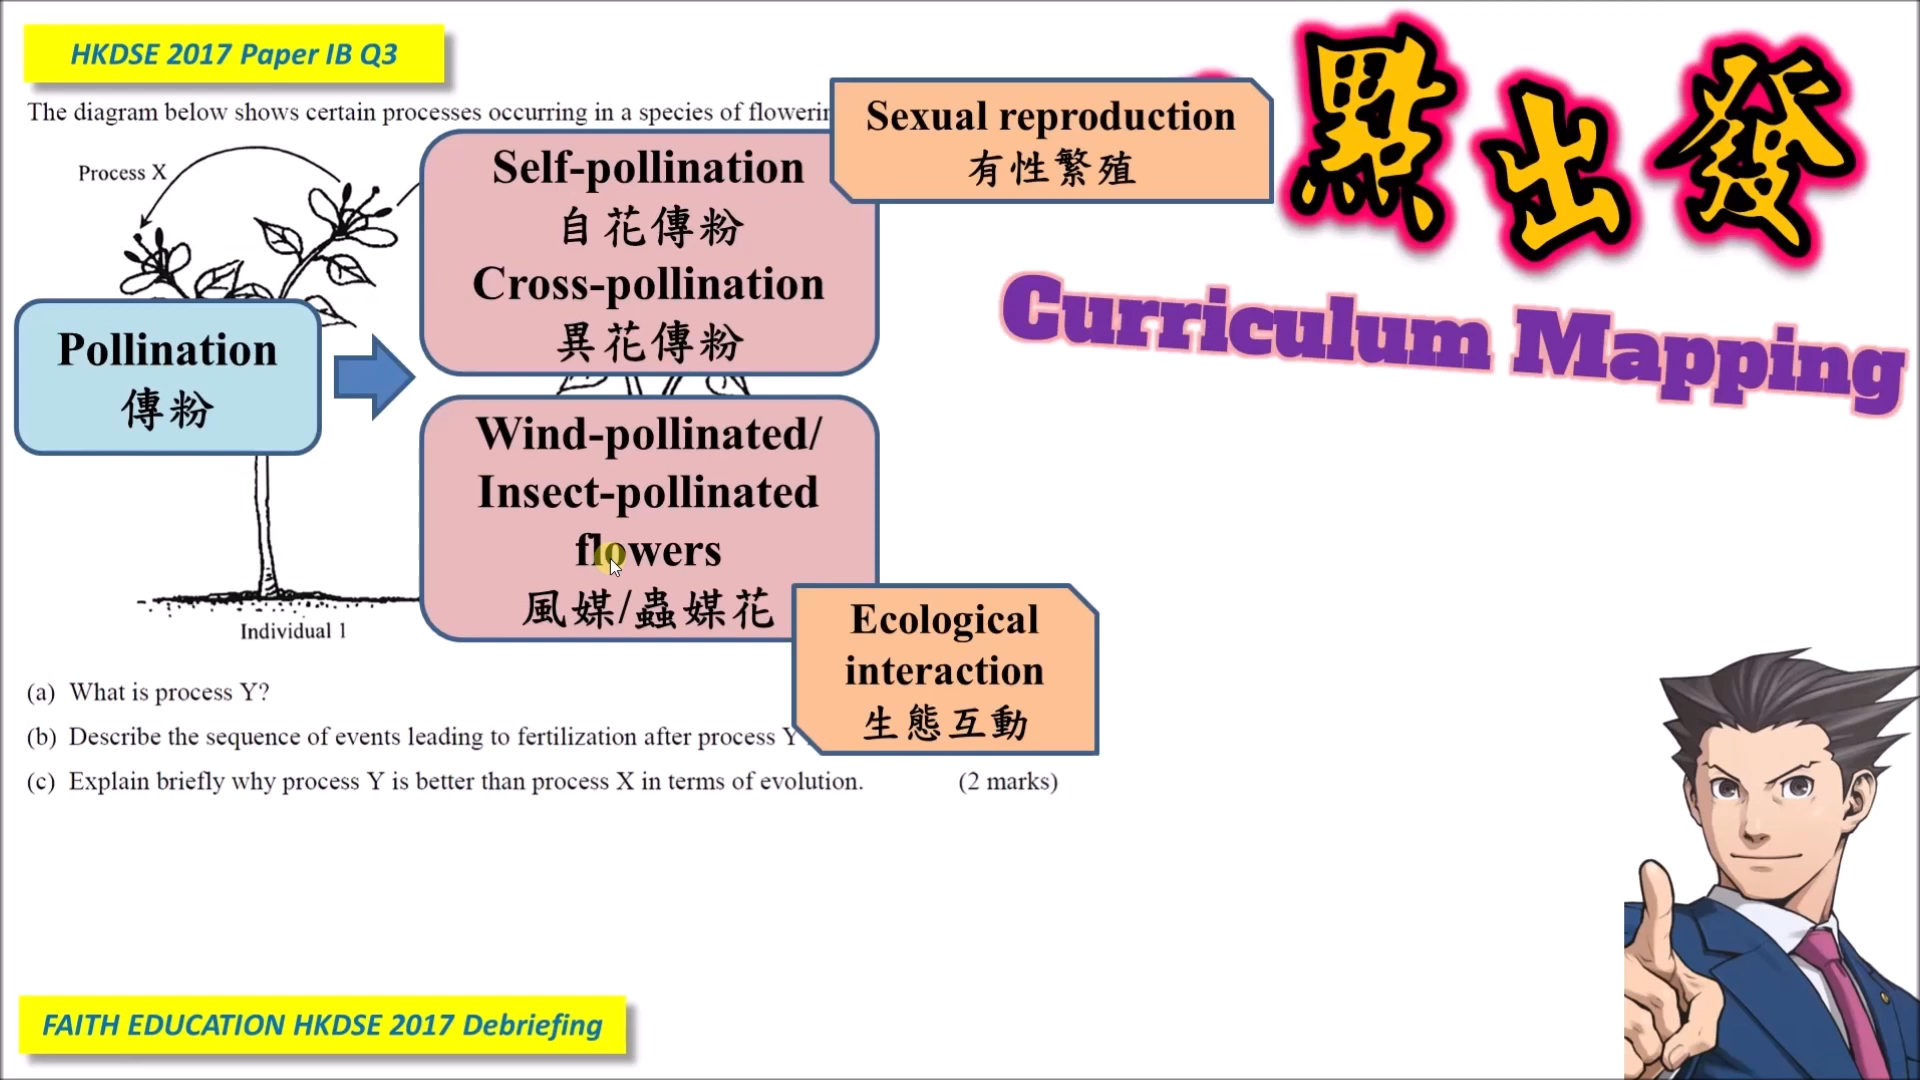 HKDSE 2017 Paper IB Q3
點出發
Curriculum Mapping
The diagram below shows certain processes occurring in a species of
Process X
Sexual reproduction
有性繁殖
Self-pollination
自花傳粉
Cross-pollination
異花傳粉
Pollination
傳粉
Wind-pollinated/
Insect-pollinated
flowers
風媒/蟲媒花
Ecological
interaction
生態互動
Individual 1
(a) What is process Y?
(b) Describe the sequence of events leading to fertilization after process Y
(c) Explain briefly why process Y is better than process X in terms of evolution. (2 marks)
FAITH EDUCATION HKDSE 2017 Debriefing